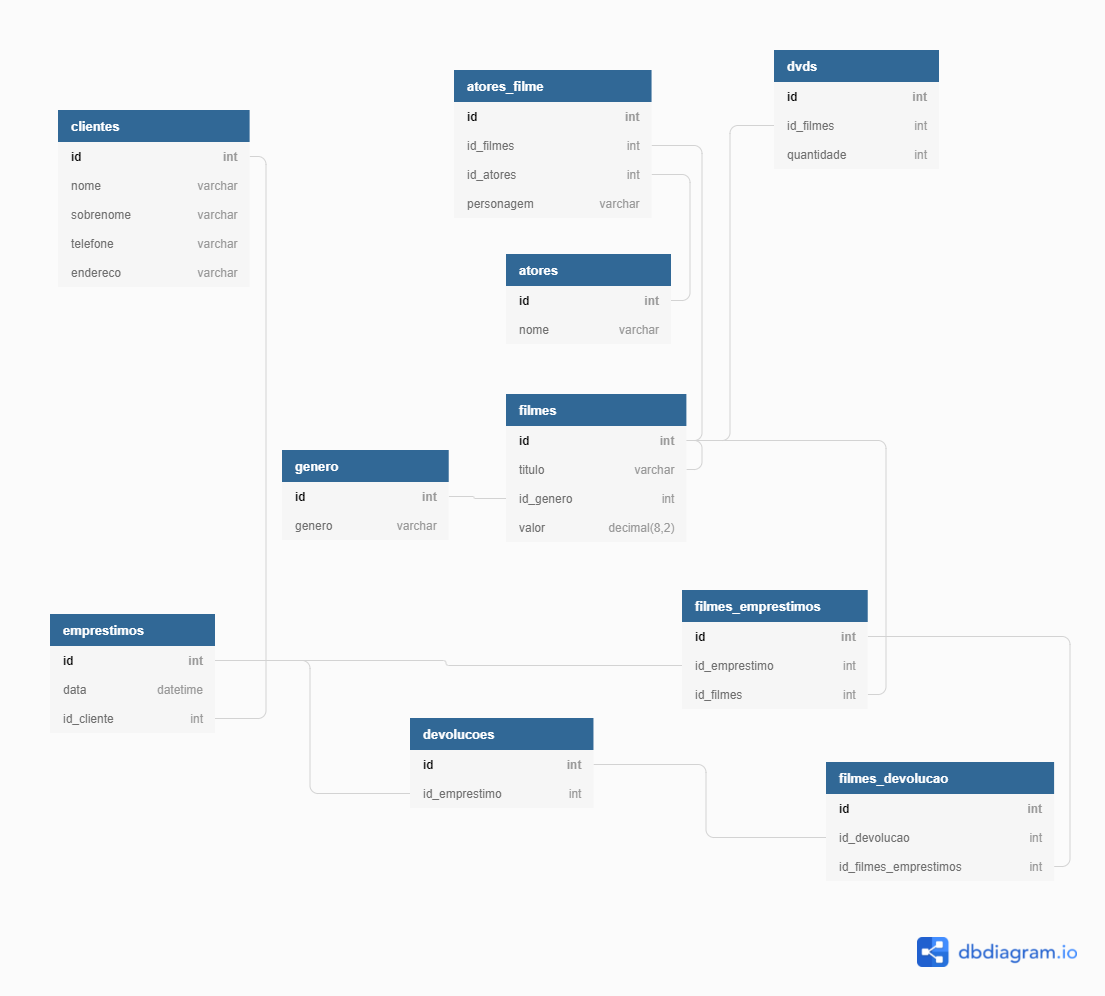 clientes
id int
nome varchar
sobrenome varchar
telefone varchar
endereco varchar
atores_filme
id int
id_filmes int
id_atores int
personagem varchar
dvds
id int
id_filmes int
quantidade int
atores
id int
nome varchar
filmes
id int
titulo varchar
id_genero int
valor decimal(8,2)
genero
id int
genero varchar
emprestimos
id int
data datetime
id_cliente int
filmes_emprestimos
id int
id_emprestimo int
id_filmes int
devolucoes
id int
id_emprestimo int
filmes_devolucao
id int
id_devolucao int
id_filmes_emprestimos int
dbdiagram.io